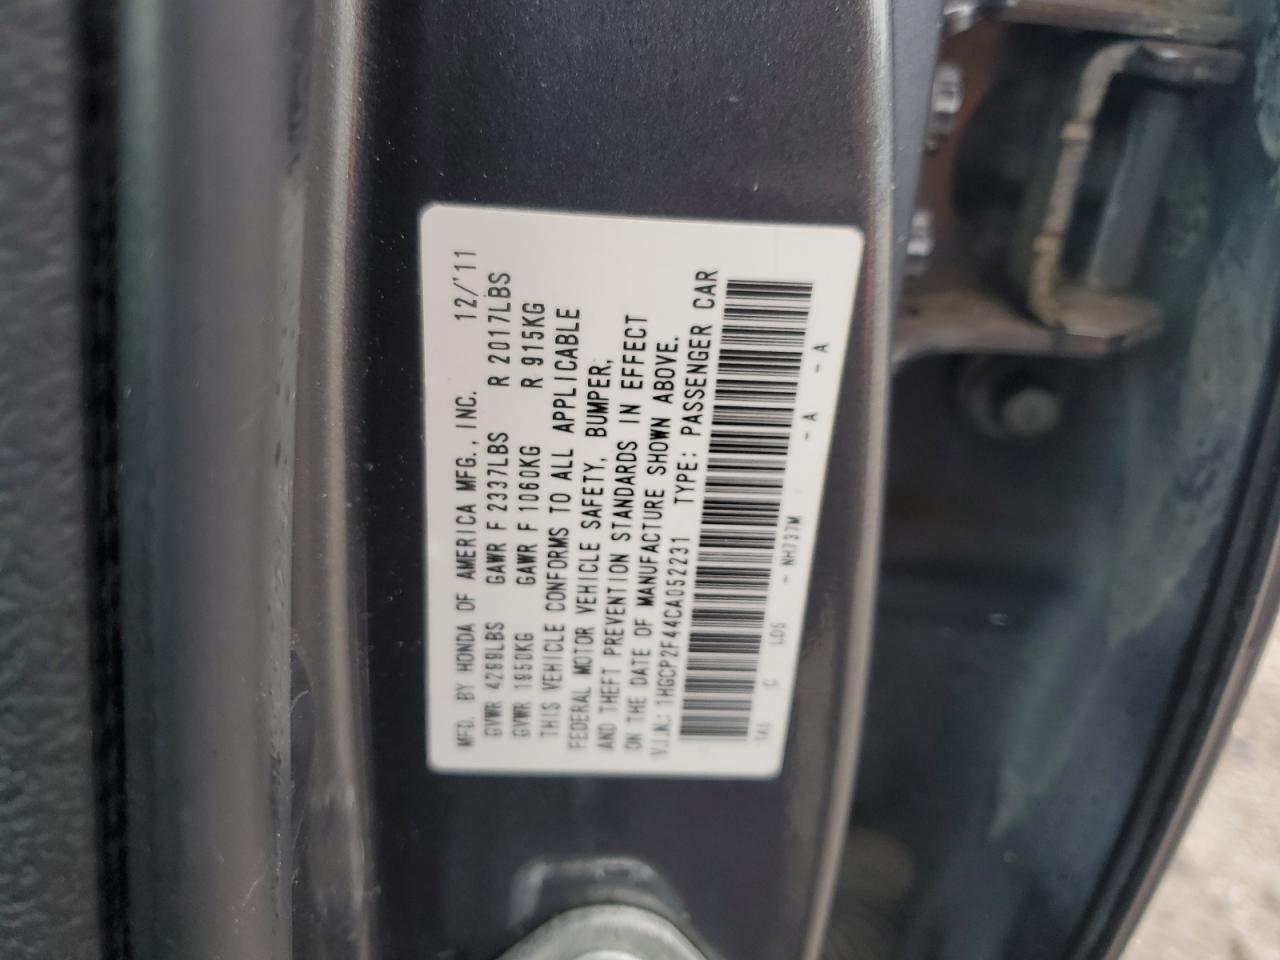 MFD. BY HONDA OF AMERICA MFG., INC. 12/'11
GVWR 4299LBS GAWR F 2337LBS R 2017LBS
GVWR 1950KG GAWR F 1060KG R 915KG
THIS VEHICLE CONFORMS TO ALL APPLICABLE
FEDERAL MOTOR VEHICLE SAFETY, BUMPER,
AND THEFT PREVENTION STANDARDS IN EFFECT
ON THE DATE OF MANUFACTURE SHOWN ABOVE.
V.I.N.: 1HGCP2F44CA052231 TYPE: PASSENGER CAR
C LDS - NH737M - A - A